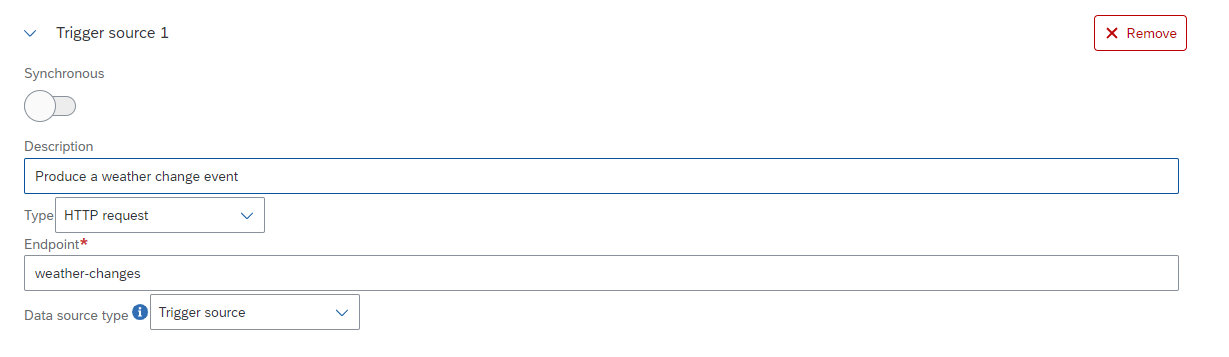 Trigger source 1
Remove
Synchronous
Description
Produce a weather change event
Type HTTP request
Endpoint*
weather-changes
Data source type Trigger source